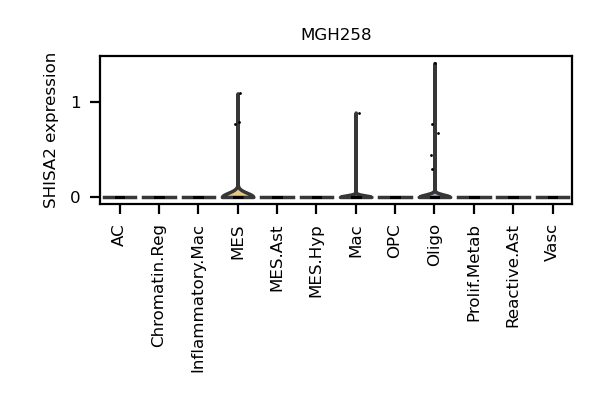 MGH258
SHISA2 expression
1
0
AC
Chromatin.Reg
Inflammatory.Mac
MES
MES.Ast
MES.Hyp
Mac
OPC
Oligo
Prolif.Metab
Reactive.Ast
Vasc